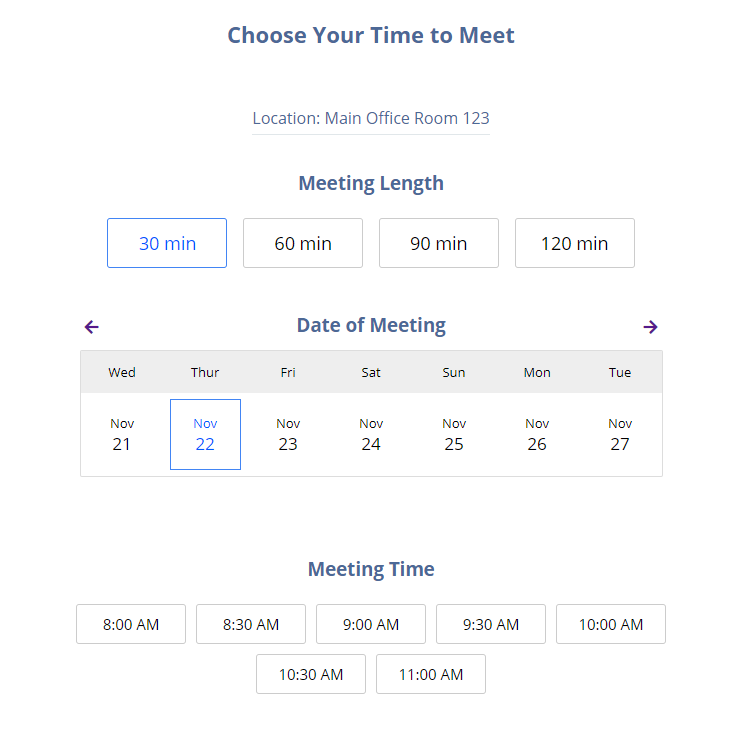 Choose Your Time to Meet
Location: Main Office Room 123
Meeting Length
30 min 60 min 90 min 120 min
Date of Meeting
Wed Thur Fri Sat Sun Mon Tue
Nov Nov Nov Nov Nov Nov Nov
21 22 23 24 25 26 27
Meeting Time
8:00 AM 8:30 AM 9:00 AM 9:30 AM 10:00 AM
10:30 AM 11:00 AM